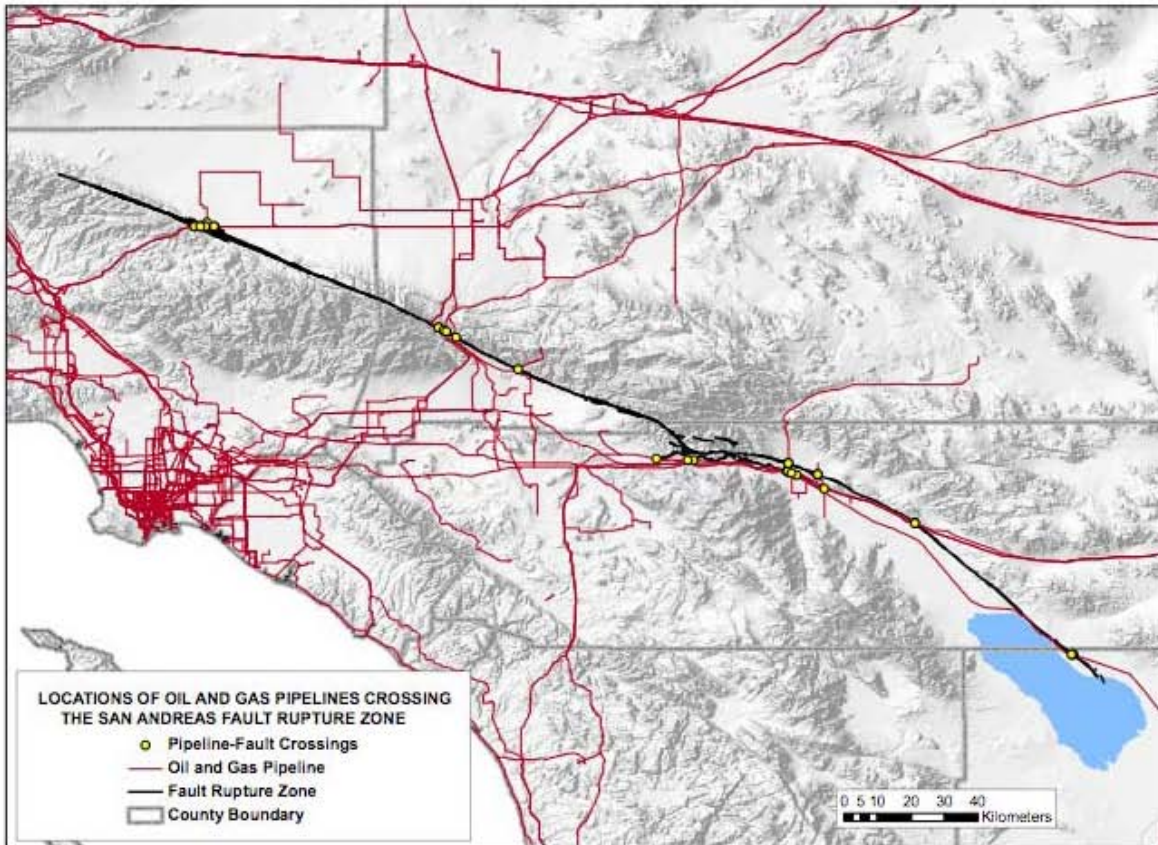 LOCATIONS OF OIL AND GAS PIPELINES CROSSING
THE SAN ANDREAS FAULT RUPTURE ZONE
Pipeline-Fault Crossings
Oil and Gas Pipeline
Fault Rupture Zone
County Boundary
0 5 10 20 30 40
Kilometers